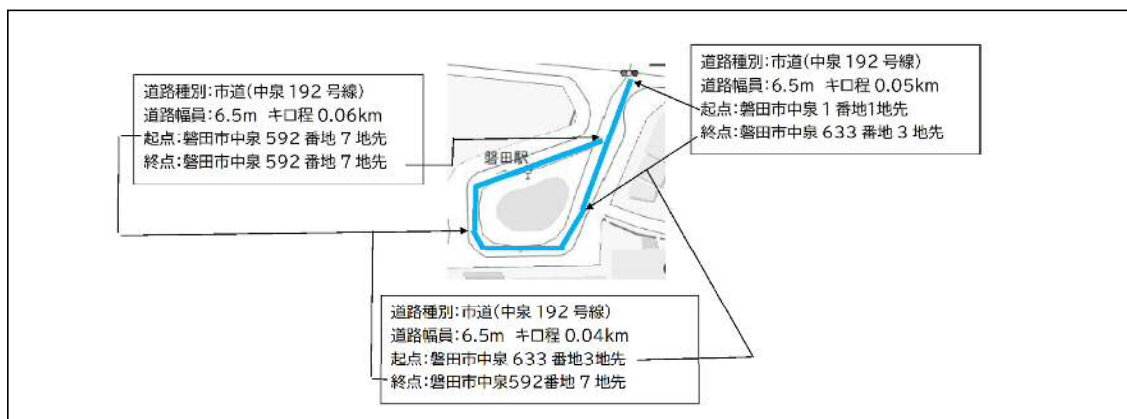 道路種別:市道(中泉 192 号線)
道路幅員:6.5m キロ程 0.06km
起点:磐田市中泉 592 番地 7 地先
終点:磐田市中泉 592 番地 7 地先
道路種別:市道(中泉 192 号線)
道路幅員:6.5m キロ程 0.05km
起点:磐田市中泉 1 番地1地先
終点:磐田市中泉 633 番地 3 地先
磐田駅
道路種別:市道(中泉 192 号線)
道路幅員:6.5m キロ程 0.04km
起点:磐田市中泉 633 番地3地先
終点:磐田市中泉592番地 7 地先